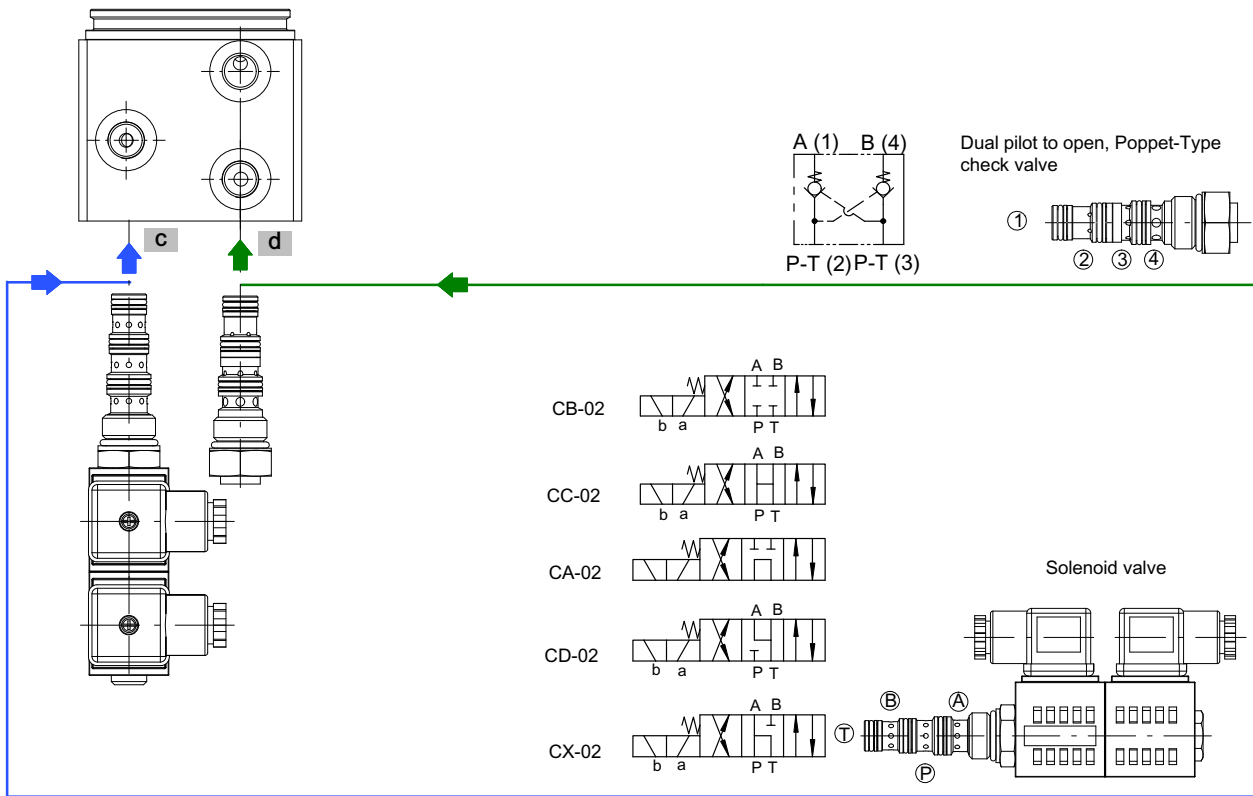 A (1) B (4)
Dual pilot to open, Poppet-Type
check valve
1
2 3 4
P-T (2) P-T (3)
c d
A B
CB-02
b a P T
A B
CC-02
b a P T
CA-02
Solenoid valve
A B
CD-02
b a P T
B A
A B
T
CX-02
b a P T
P